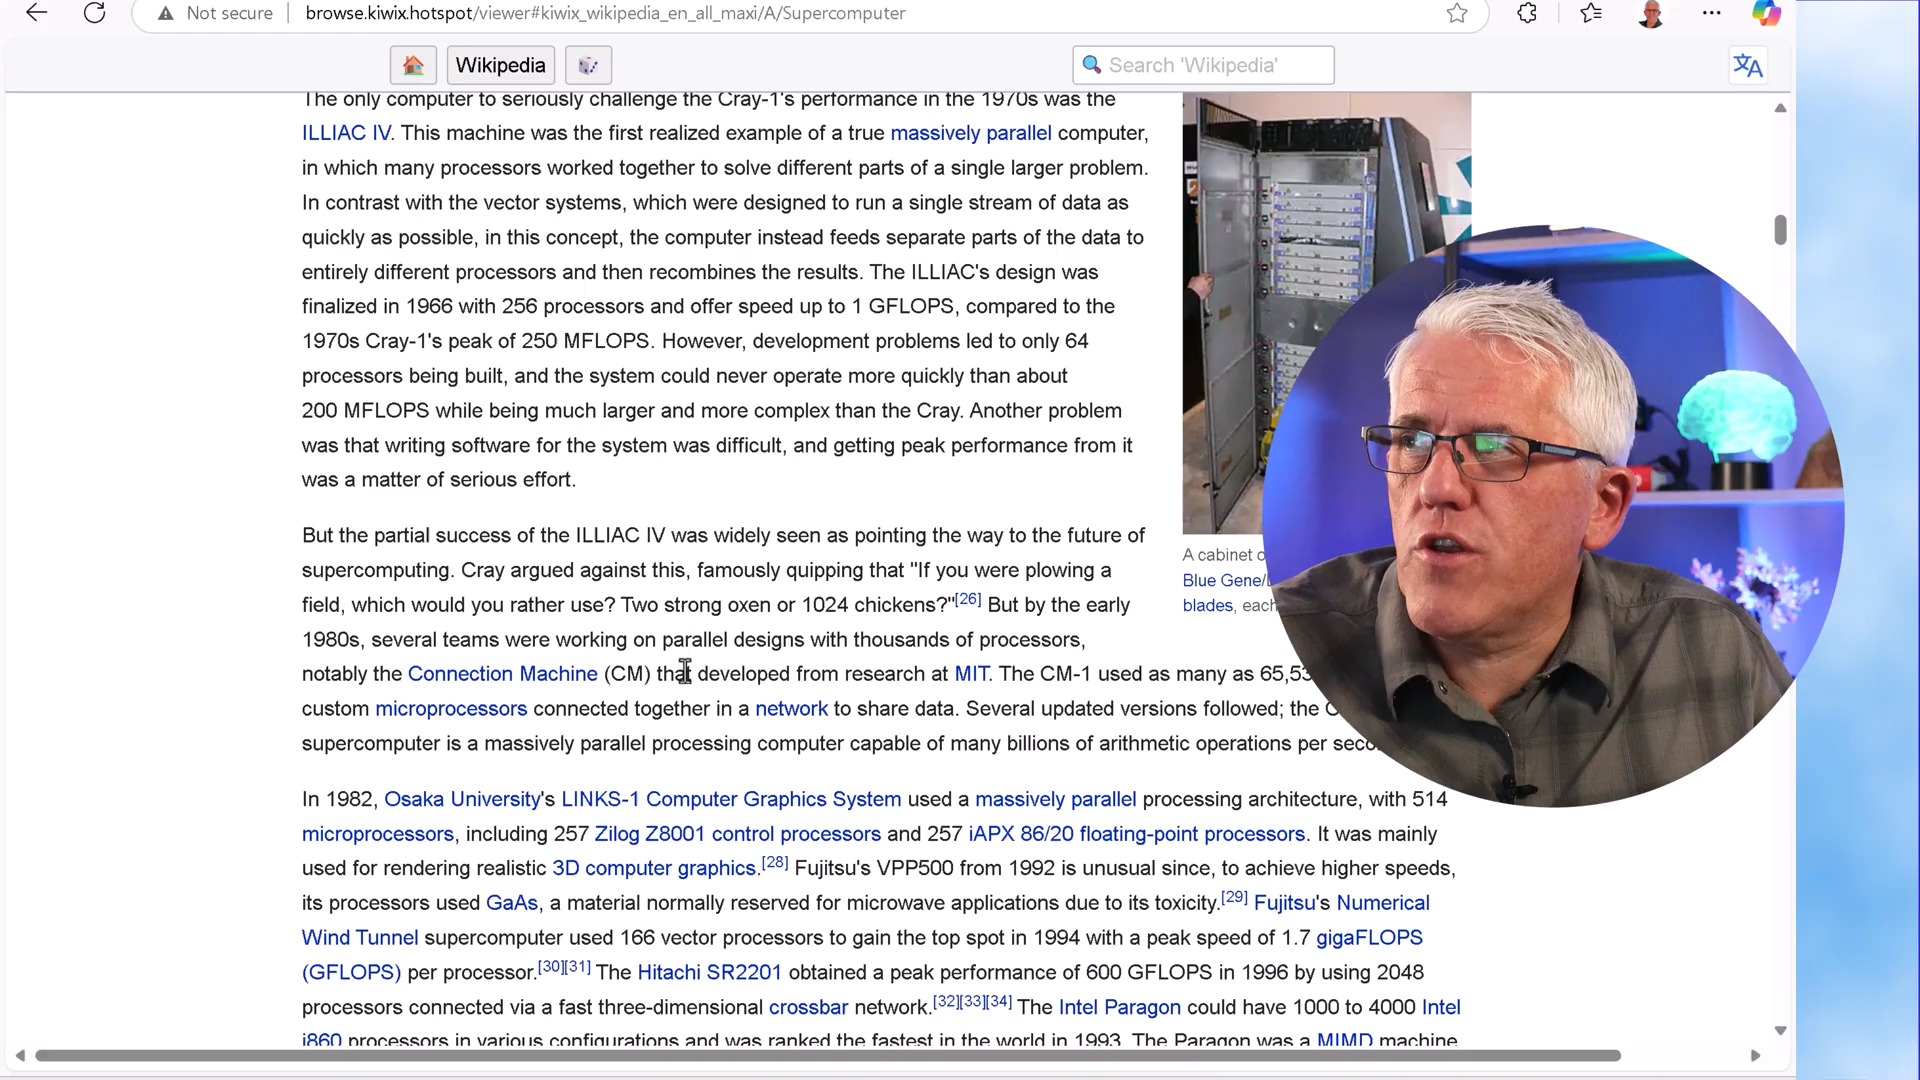 Not secure
browse.kiwix.hotspot/viewer#kiwix_wikipedia_en_all_maxi/A/Supercomputer
Wikipedia
Search 'Wikipedia'
The only computer to seriously challenge the Cray-1's performance in the 1970s was the
ILLIAC IV. This machine was the first realized example of a true massively parallel computer,
in which many processors worked together to solve different parts of a single larger problem.
In contrast with the vector systems, which were designed to run a single stream of data as
quickly as possible, in this concept, the computer instead feeds separate parts of the data to
entirely different processors and then recombines the results. The ILLIAC's design was
finalized in 1966 with 256 processors and offer speed up to 1 GFLOPS, compared to the
1970s Cray-1's peak of 250 MFLOPS. However, development problems led to only 64
processors being built, and the system could never operate more quickly than about
200 MFLOPS while being much larger and more complex than the Cray. Another problem
was that writing software for the system was difficult, and getting peak performance from it
was a matter of serious effort.
But the partial success of the ILLIAC IV was widely seen as pointing the way to the future of
supercomputing. Cray argued against this, famously quipping that "If you were plowing a
field, which would you rather use? Two strong oxen or 1024 chickens?"[26] But by the early
1980s, several teams were working on parallel designs with thousands of processors,
notably the Connection Machine (CM) that developed from research at MIT. The CM-1 used as many as 65,53
custom microprocessors connected together in a network to share data. Several updated versions followed; the
supercomputer is a massively parallel processing computer capable of many billions of arithmetic operations per
A cabinet
Blue Gene/
blades, each
In 1982, Osaka University's LINKS-1 Computer Graphics System used a massively parallel processing architecture, with 514
microprocessors, including 257 Zilog Z8001 control processors and 257 iAPX 86/20 floating-point processors. It was mainly
used for rendering realistic 3D computer graphics.[28] Fujitsu's VPP500 from 1992 is unusual since, to achieve higher speeds,
its processors used GaAs, a material normally reserved for microwave applications due to its toxicity.[29] Fujitsu's Numerical
Wind Tunnel supercomputer used 166 vector processors to gain the top spot in 1994 with a peak speed of 1.7 gigaFLOPS
(GFLOPS) per processor.[30][31] The Hitachi SR2201 obtained a peak performance of 600 GFLOPS in 1996 by using 2048
processors connected via a fast three-dimensional crossbar network.[32][33][34] The Intel Paragon could have 1000 to 4000 Intel
i860 processors in various configurations and was ranked the fastest in the world in 1993. The Paragon was a MIMD machine